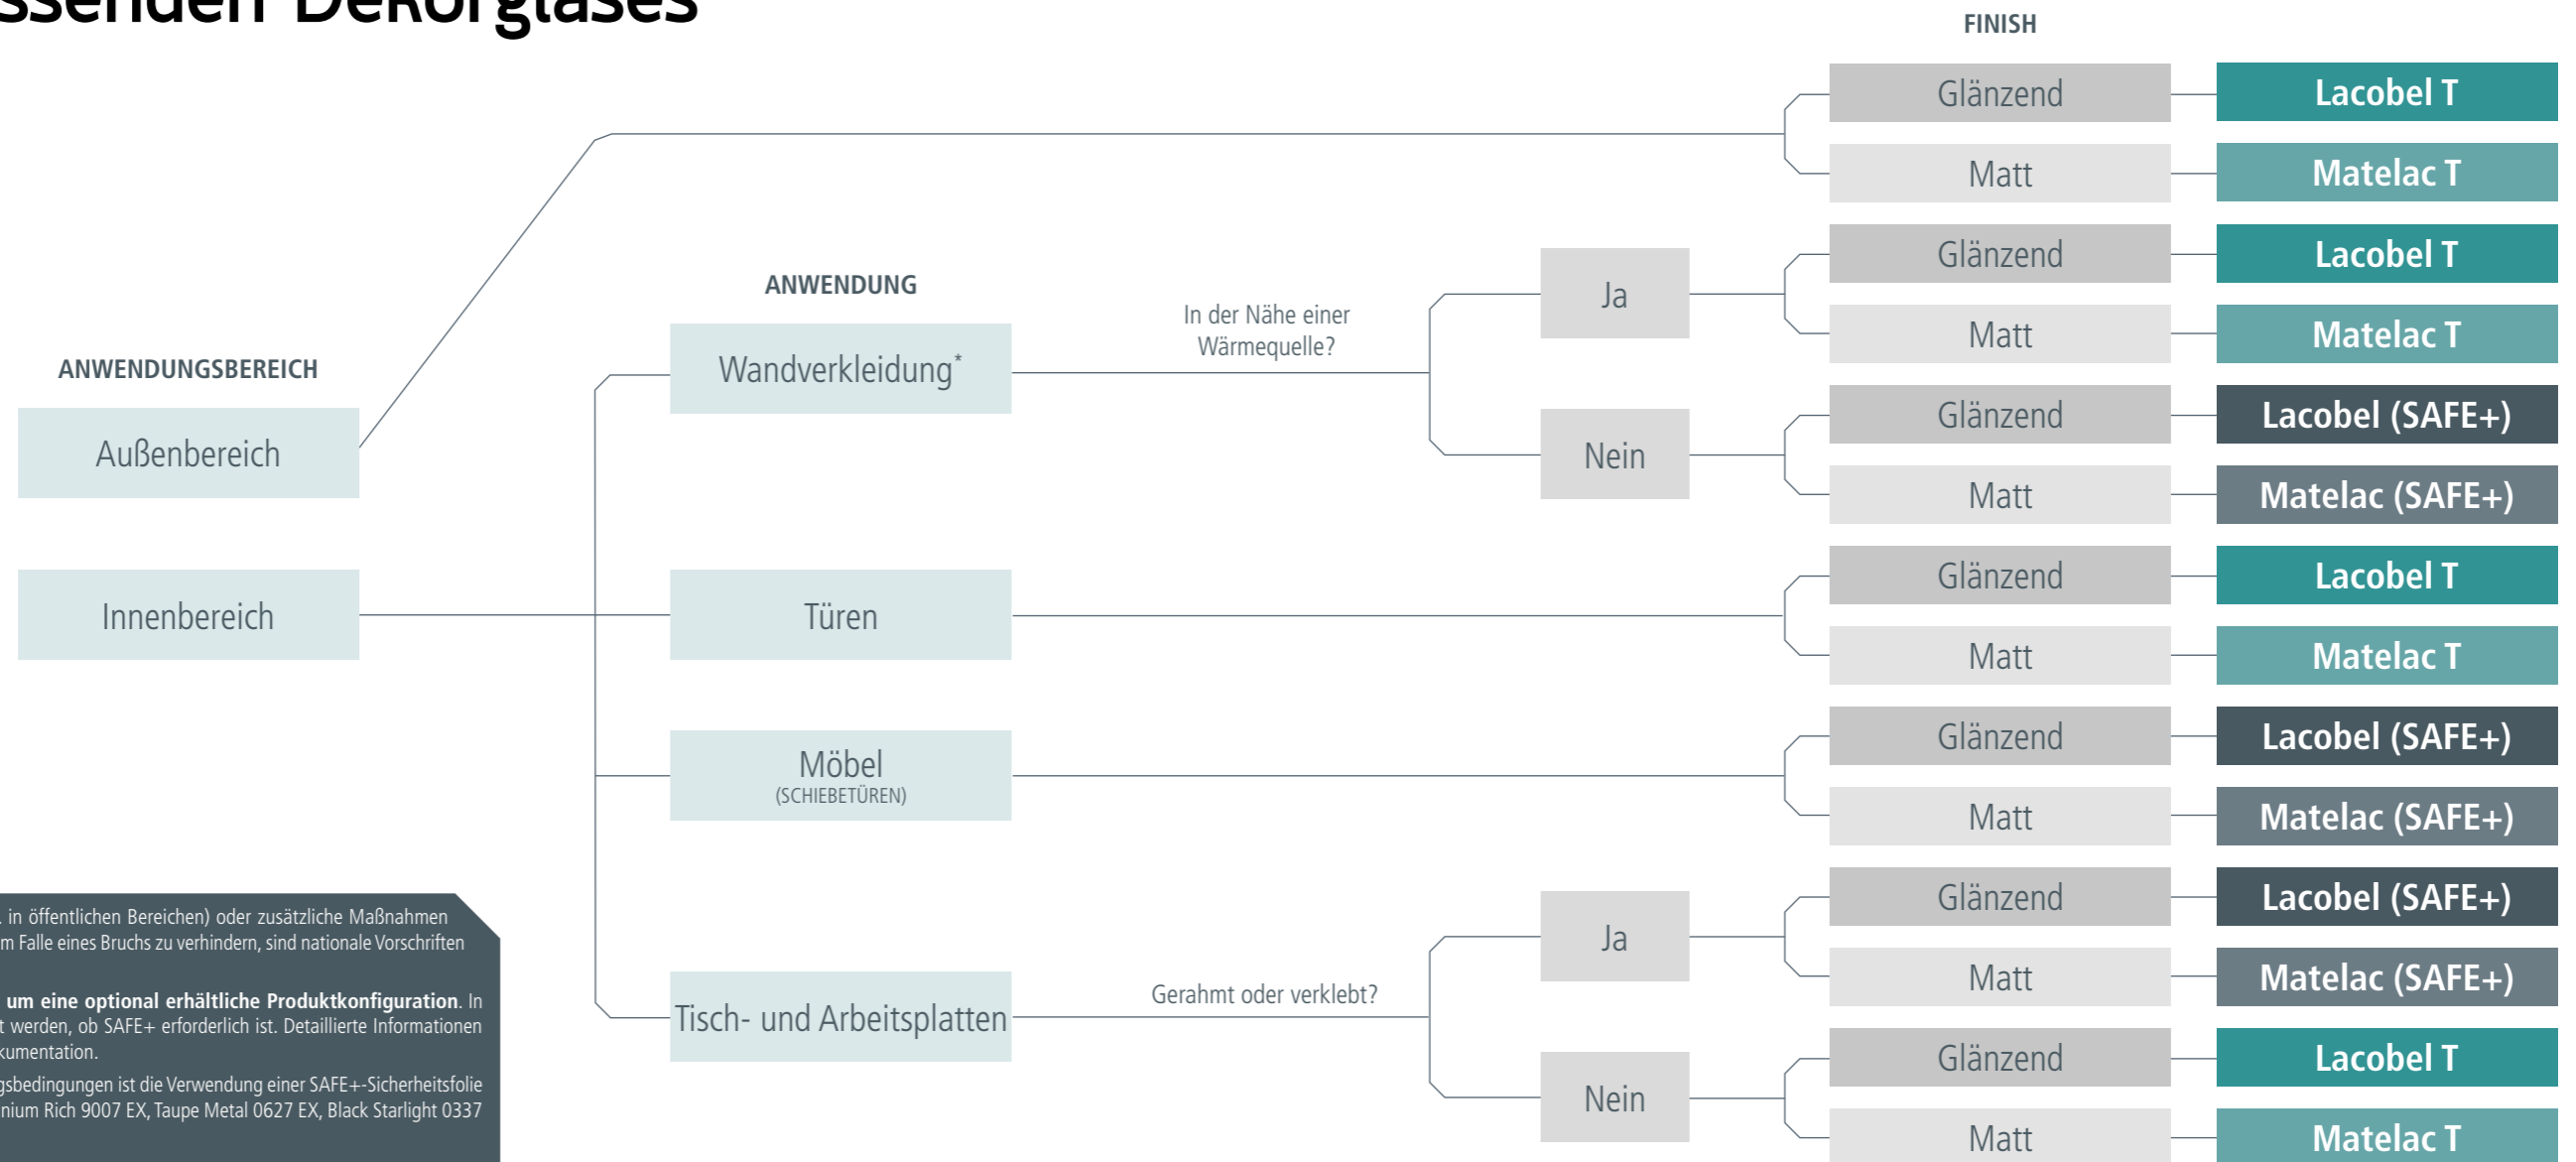 ssenden Dekorglases
FINISH
Glänzend
Lacobel T
Matt
Matelac T
ANWENDUNGSBEREICH
Außenbereich
Innenbereich
ANWENDUNG
Wandverkleidung*
In der Nähe einer
Wärmequelle?
Ja
Glänzend
Lacobel T
Matt
Matelac T
Nein
Glänzend
Lacobel (SAFE+)
Matt
Matelac (SAFE+)
Türen
Glänzend
Lacobel T
Matt
Matelac T
Möbel
(SCHIEBETÜREN)
Glänzend
Lacobel (SAFE+)
Matt
Matelac (SAFE+)
Tisch- und Arbeitsplatten
Gerahmt oder verklebt?
Ja
Glänzend
Lacobel (SAFE+)
Matt
Matelac (SAFE+)
Nein
Glänzend
Lacobel T
Matt
Matelac T
. in öffentlichen Bereichen) oder zusätzliche Maßnahmen
m Falle eines Bruchs zu verhindern, sind nationale Vorschriften
um eine optional erhältliche Produktkonfiguration. In
t werden, ob SAFE+ erforderlich ist. Detaillierte Informationen
kumentation.
gsbedingungen ist die Verwendung einer SAFE+-Sicherheitsfolie
nium Rich 9007 EX, Taupe Metal 0627 EX, Black Starlight 0337